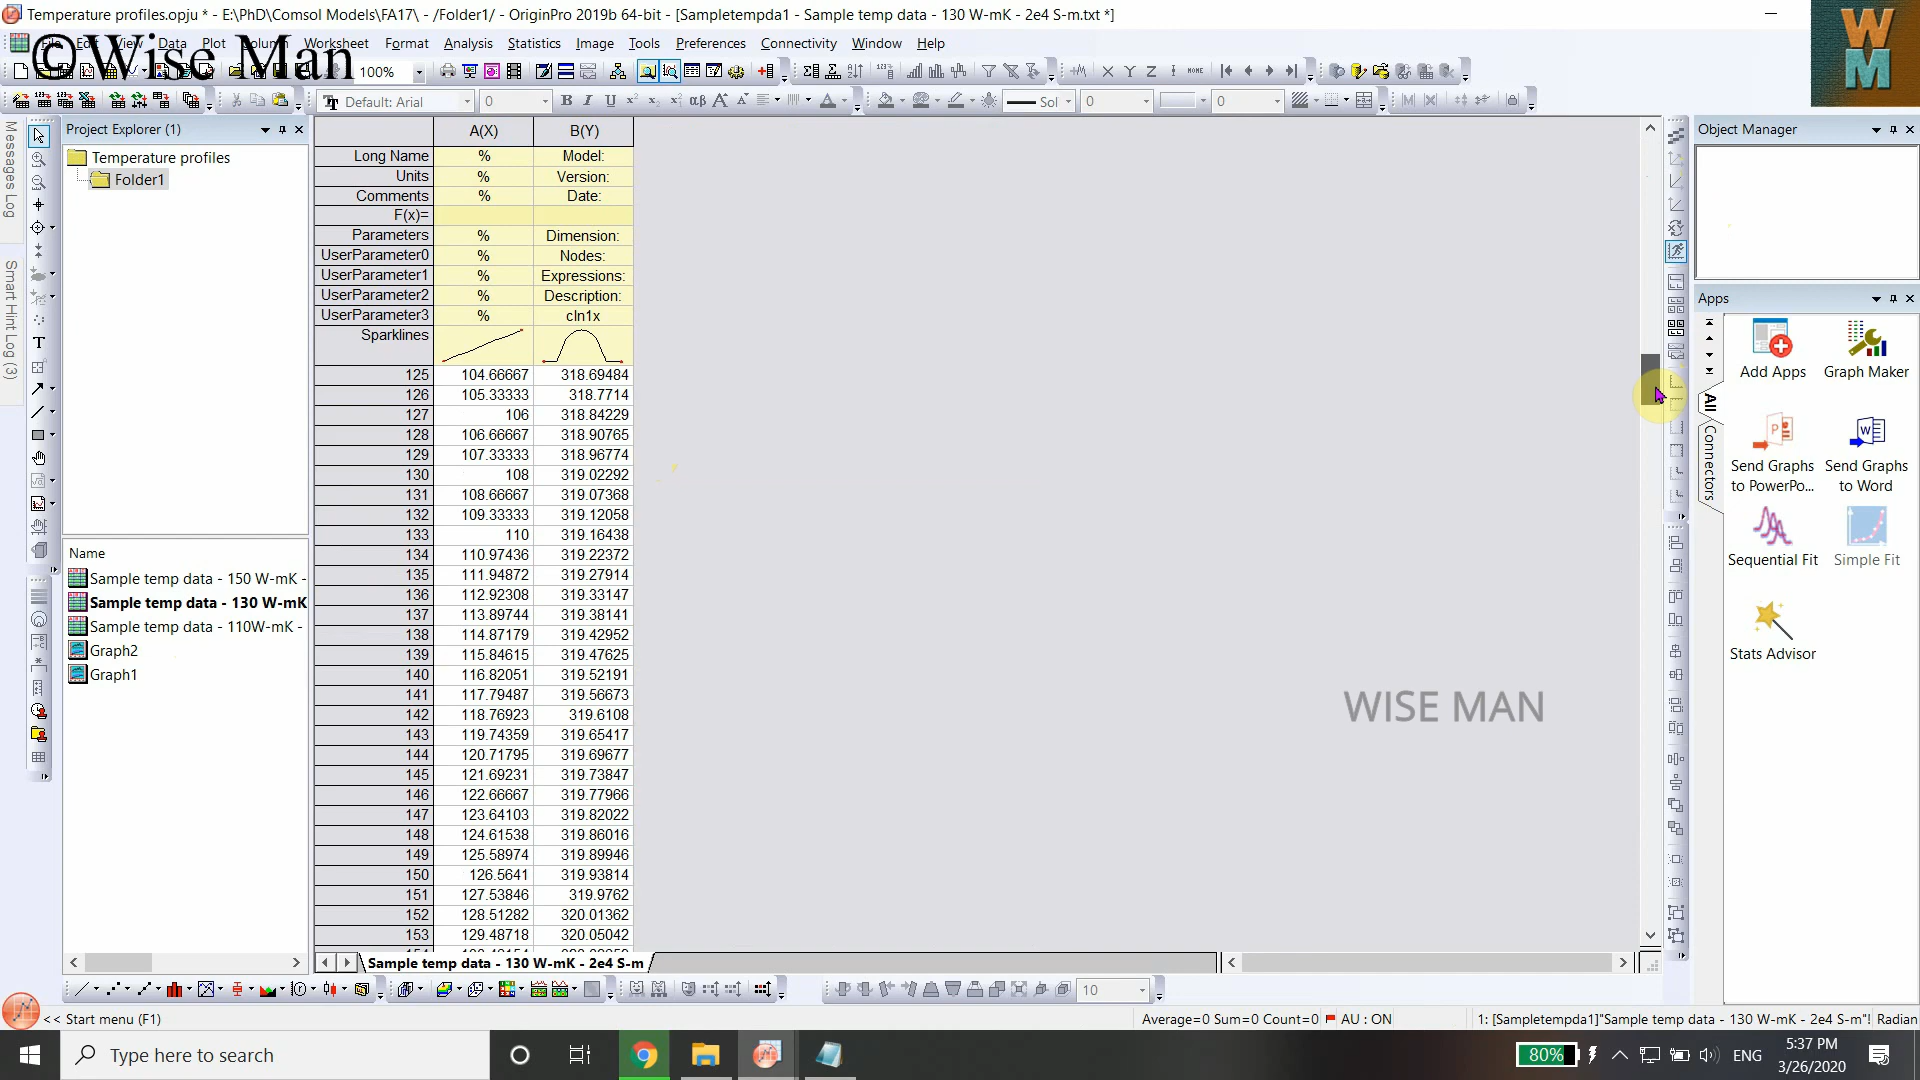 Temperature profiles.opju * - E:\PhD\Comsol Models\FA17\ - /Folder1/ - OriginPro 2019b 64-bit - [Sampletempda1 - Sample temp data - 130 W-mK - 2e4 S-m.txt *]
File Edit View Data Plot Column Worksheet Format Analysis Statistics Image Tools Preferences Connectivity Window Help
©Wise Man
WM
100%
Default: Arial 0 B I U αβ A A A Sol 0 0
X Y Z HOME
Messages Log
Smart Hint Log (3)
Project Explorer (1)
Temperature profiles
Folder1
Name
Sample temp data - 150 W-mK -
Sample temp data - 130 W-mK
Sample temp data - 110W-mK -
Graph2
Graph1
A(X) B(Y)
Long Name % Model:
Units % Version:
Comments % Date:
F(x)=
Parameters % Dimension:
UserParameter0 % Nodes:
UserParameter1 % Expressions:
UserParameter2 % Description:
UserParameter3 % cln1x
Sparklines
125 104.66667 318.69484
126 105.33333 318.7714
127 106 318.84229
128 106.66667 318.90765
129 107.33333 318.96774
130 108 319.02292
131 108.66667 319.07368
132 109.33333 319.12058
133 110 319.16438
134 110.97436 319.22372
135 111.94872 319.27914
136 112.92308 319.33147
137 113.89744 319.38141
138 114.87179 319.42952
139 115.84615 319.47625
140 116.82051 319.52191
141 117.79487 319.56673
142 118.76923 319.6108
143 119.74359 319.65417
144 120.71795 319.69677
145 121.69231 319.73847
146 122.66667 319.77966
147 123.64103 319.82022
148 124.61538 319.86016
149 125.58974 319.89946
150 126.5641 319.93814
151 127.53846 319.9762
152 128.51282 320.01362
153 129.48718 320.05042
Sample temp data - 130 W-mK - 2e4 S-m
WISE MAN
Object Manager
Apps
All
Connectors
Add Apps Graph Maker
Send Graphs to PowerPo... Send Graphs to Word
Sequential Fit Simple Fit
Stats Advisor
10
<< Start menu (F1)
Average=0 Sum=0 Count=0 AU : ON 1: [Sampletempda1]"Sample temp data - 130 W-mK - 2e4 S-m"! Radian
Type here to search
80% ENG
5:37 PM
3/26/2020